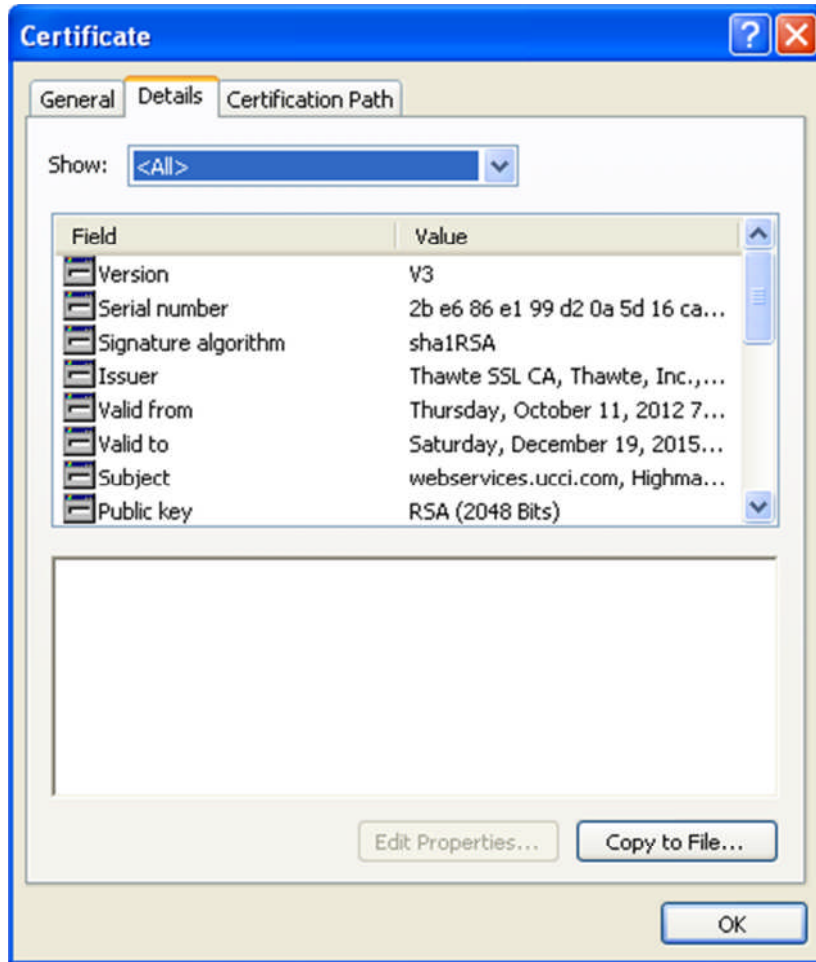 Certificate
General Details Certification Path
Show: <All>
Field Value
Version V3
Serial number 2b e6 86 e1 99 d2 0a 5d 16 ca...
Signature algorithm sha1RSA
Issuer Thawte SSL CA, Thawte, Inc.,...
Valid from Thursday, October 11, 2012 7...
Valid to Saturday, December 19, 2015...
Subject webservices.ucci.com, Highma...
Public key RSA (2048 Bits)
Edit Properties... Copy to File...
OK